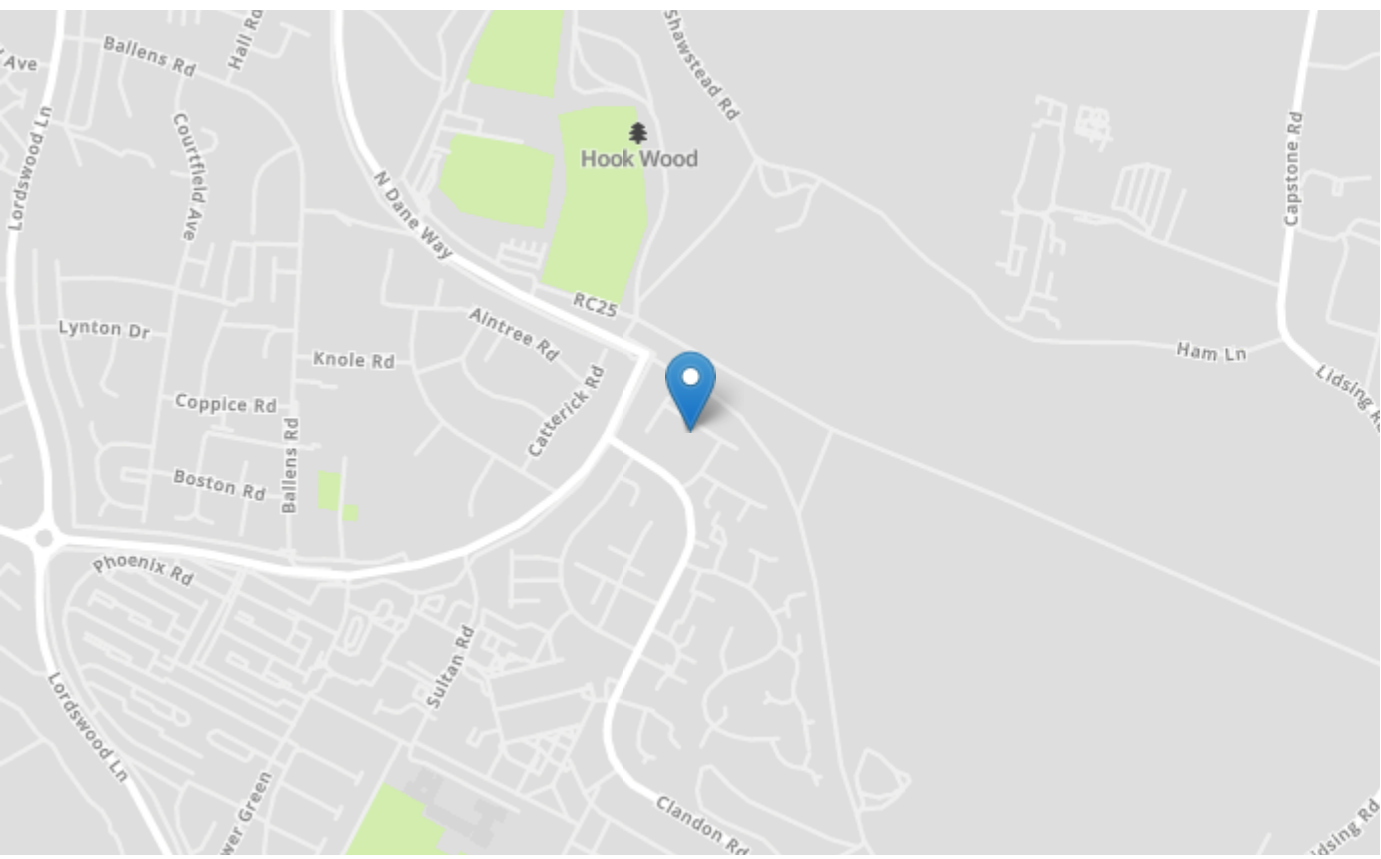 Shawstead Rd
Hall Rd
Ballens Rd
Ave
Lordswood Ln
Courtfield Ave
Capstone Rd
Hook Wood
N Dane Way
RC25
Aintree Rd
Lynton Dr
Knole Rd
Ham Ln
Lidsing Rd
Catterick Rd
Coppice Rd
Ballens Rd
Boston Rd
Phoenix Rd
Sultan Rd
Lordswood Ln
wer Green
Clandon Rd
idsing Rd